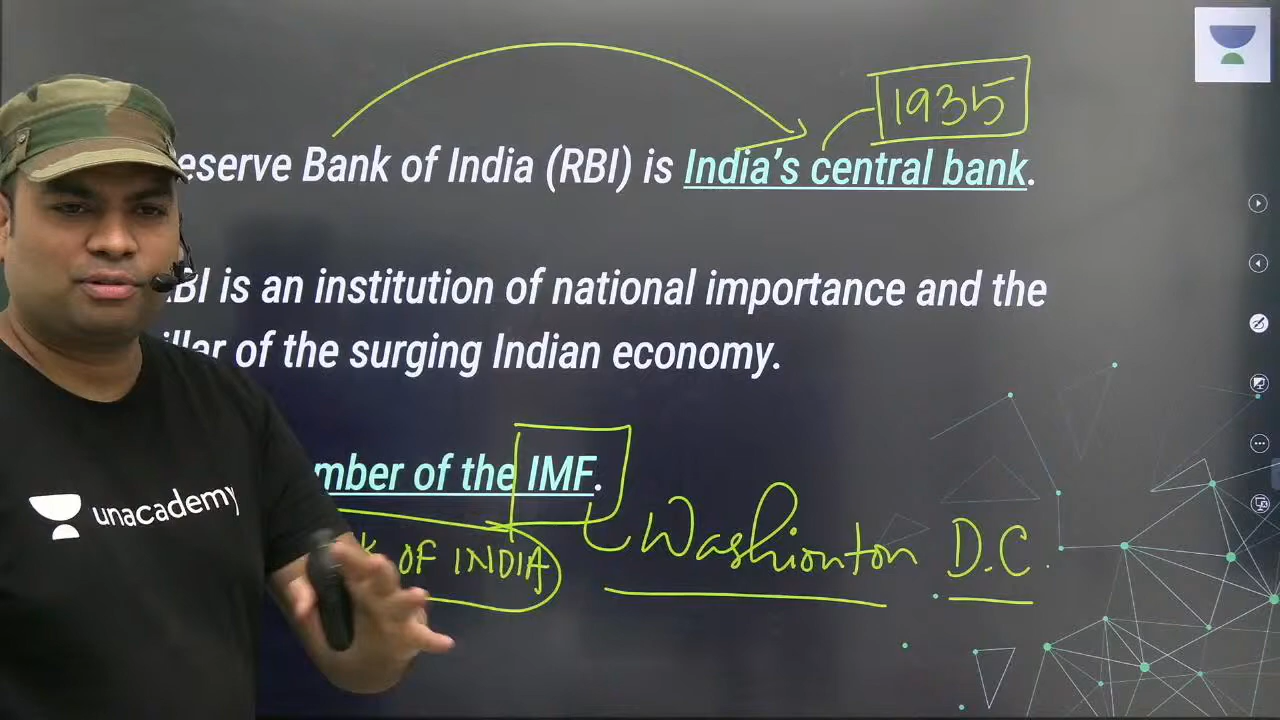 1935
eserve Bank of India (RBI) is India's central bank.
BI is an institution of national importance and the
illar of the surging Indian economy.
mber of the IMF.
Washionton D.C.
K OF INDIA
unacademy